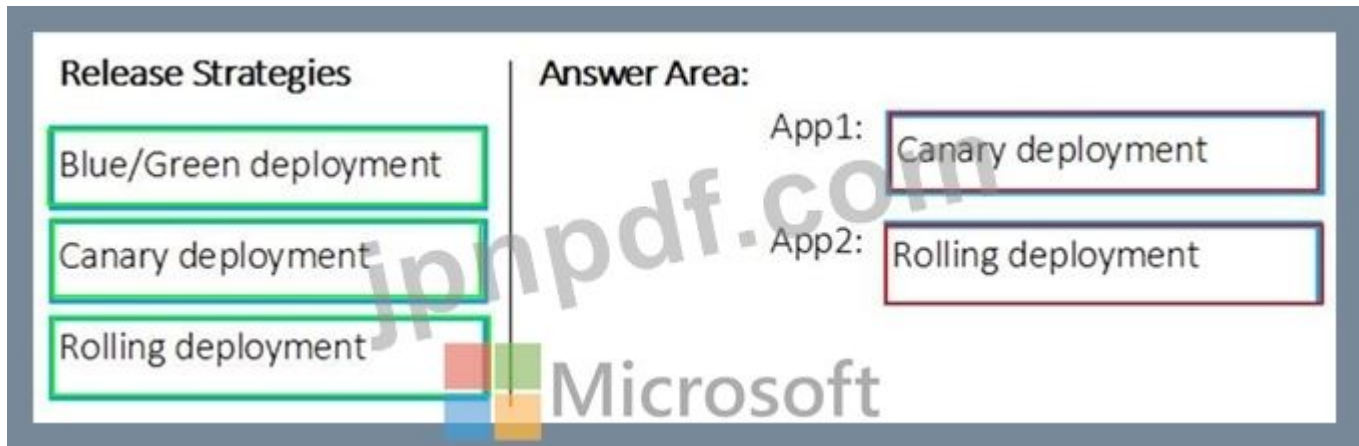 Release Strategies
Blue/Green deployment
Canary deployment
Rolling deployment
Answer Area:
App1:
Canary deployment
App2:
Rolling deployment
jpnpdf.com
Microsoft